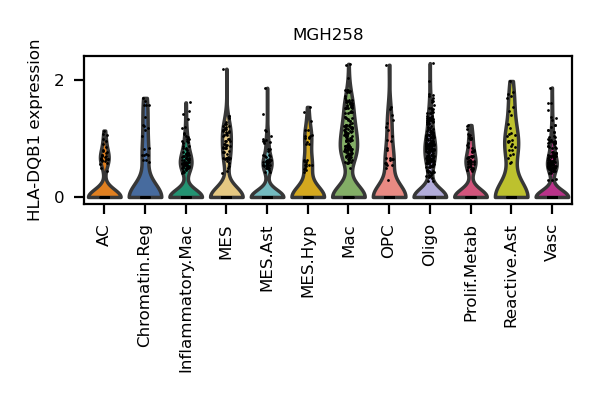 MGH258
HLA-DQB1 expression
2
0
AC
Chromatin.Reg
Inflammatory.Mac
MES
MES.Ast
MES.Hyp
Mac
OPC
Oligo
Prolif.Metab
Reactive.Ast
Vasc